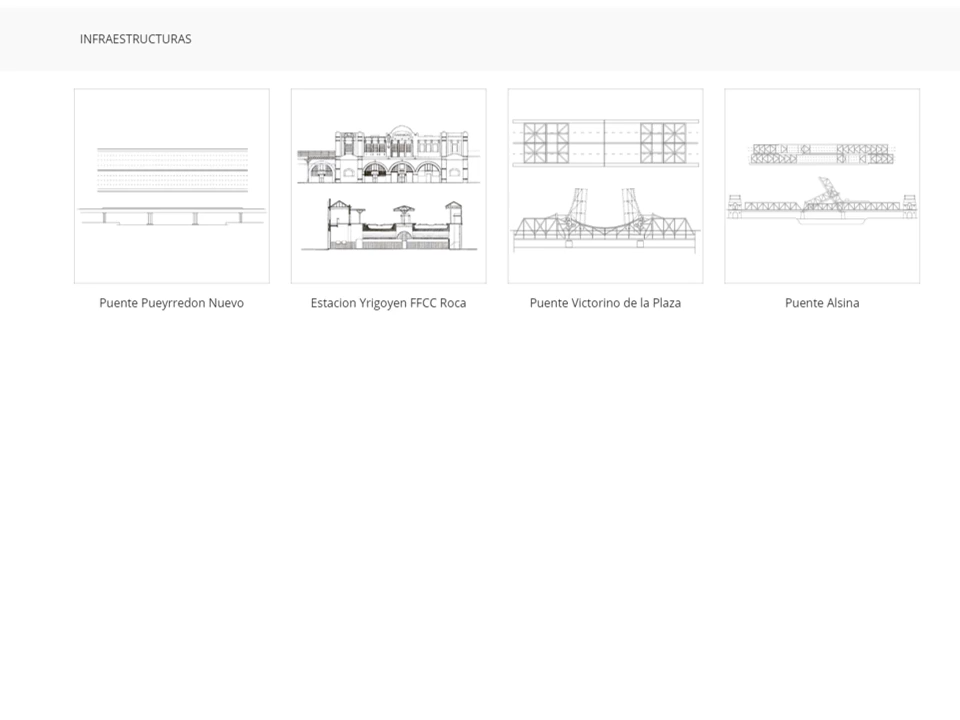 INFRAESTRUCTURAS
Puente Pueyrredon Nuevo
Estacion Yrigoyen FFCC Roca
Puente Victorino de la Plaza
Puente Alsina